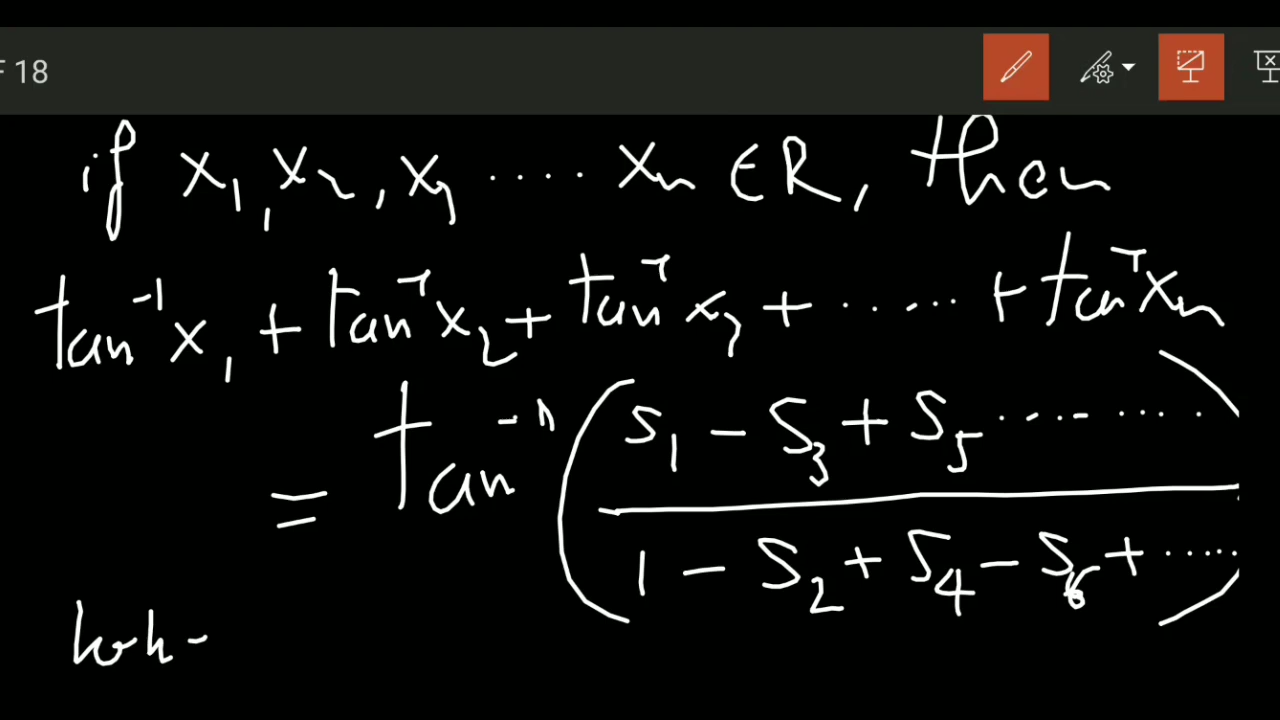 F 18
if x₁, x₂, x₃ ..... xₙ ∈ R, then
tan⁻¹x₁ + tan⁻¹x₂ + tan⁻¹x₃ + ...... + tan⁻¹xₙ
= tan⁻¹ (S₁ - S₃ + S₅ ........ / 1 - S₂ + S₄ - S₆ + .....)